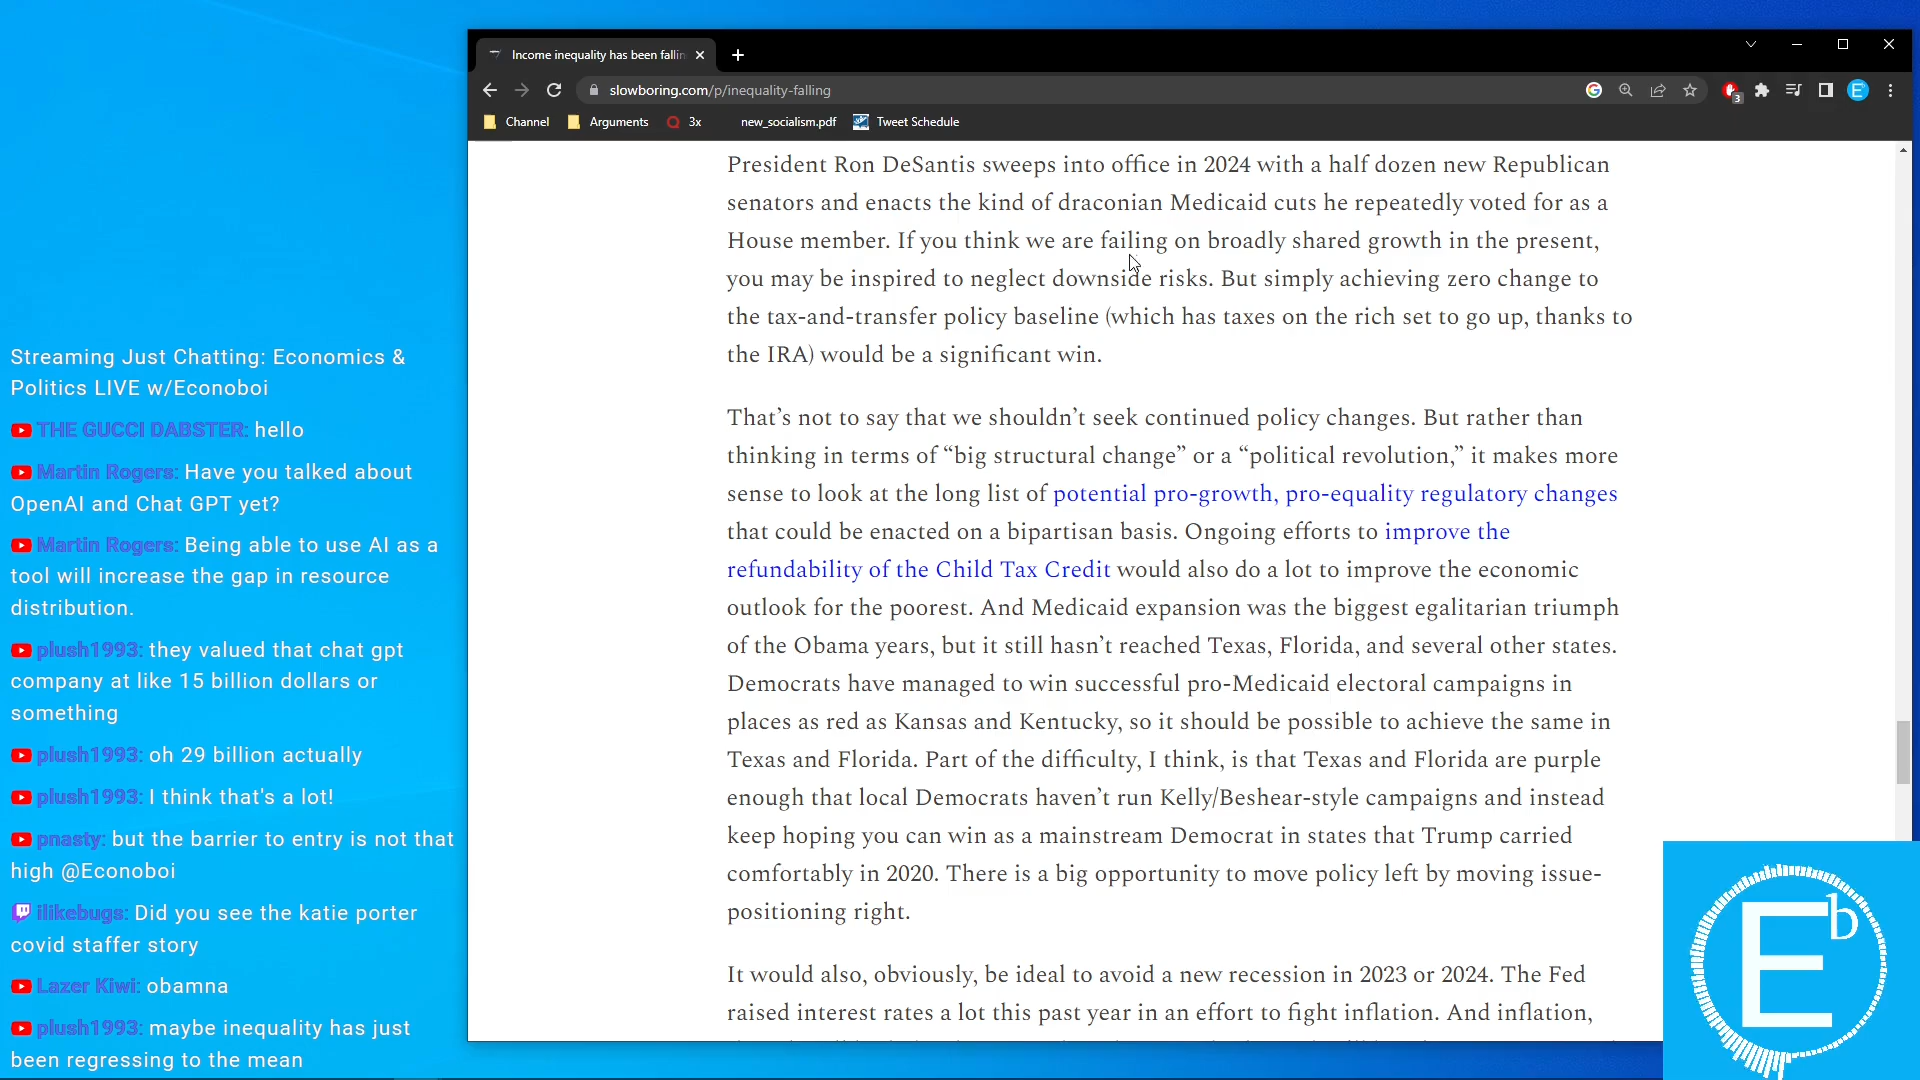 Income inequality has been fallin
slowboring.com/p/inequality-falling
3
E
Channel
Arguments
3x
new_socialism.pdf
Tweet Schedule
President Ron DeSantis sweeps into office in 2024 with a half dozen new Republican
senators and enacts the kind of draconian Medicaid cuts he repeatedly voted for as a
House member. If you think we are failing on broadly shared growth in the present,
you may be inspired to neglect downside risks. But simply achieving zero change to
the tax-and-transfer policy baseline (which has taxes on the rich set to go up, thanks to
the IRA) would be a significant win.
That’s not to say that we shouldn’t seek continued policy changes. But rather than
thinking in terms of “big structural change” or a “political revolution,” it makes more
sense to look at the long list of potential pro-growth, pro-equality regulatory changes
that could be enacted on a bipartisan basis. Ongoing efforts to improve the
refundability of the Child Tax Credit would also do a lot to improve the economic
outlook for the poorest. And Medicaid expansion was the biggest egalitarian triumph
of the Obama years, but it still hasn’t reached Texas, Florida, and several other states.
Democrats have managed to win successful pro-Medicaid electoral campaigns in
places as red as Kansas and Kentucky, so it should be possible to achieve the same in
Texas and Florida. Part of the difficulty, I think, is that Texas and Florida are purple
enough that local Democrats haven’t run Kelly/Beshear-style campaigns and instead
keep hoping you can win as a mainstream Democrat in states that Trump carried
comfortably in 2020. There is a big opportunity to move policy left by moving issue-
positioning right.
It would also, obviously, be ideal to avoid a new recession in 2023 or 2024. The Fed
raised interest rates a lot this past year in an effort to fight inflation. And inflation,
Streaming Just Chatting: Economics &
Politics LIVE w/Econoboi
THE GUCCI DABSTER: hello
Martin Rogers: Have you talked about
OpenAI and Chat GPT yet?
Martin Rogers: Being able to use AI as a
tool will increase the gap in resource
distribution.
plush1993: they valued that chat gpt
company at like 15 billion dollars or
something
plush1993: oh 29 billion actually
plush1993: I think that's a lot!
pnasty: but the barrier to entry is not that
high @Econoboi
ilikebugs: Did you see the katie porter
covid staffer story
Lazer Kiwi: obamna
plush1993: maybe inequality has just
been regressing to the mean
Eb